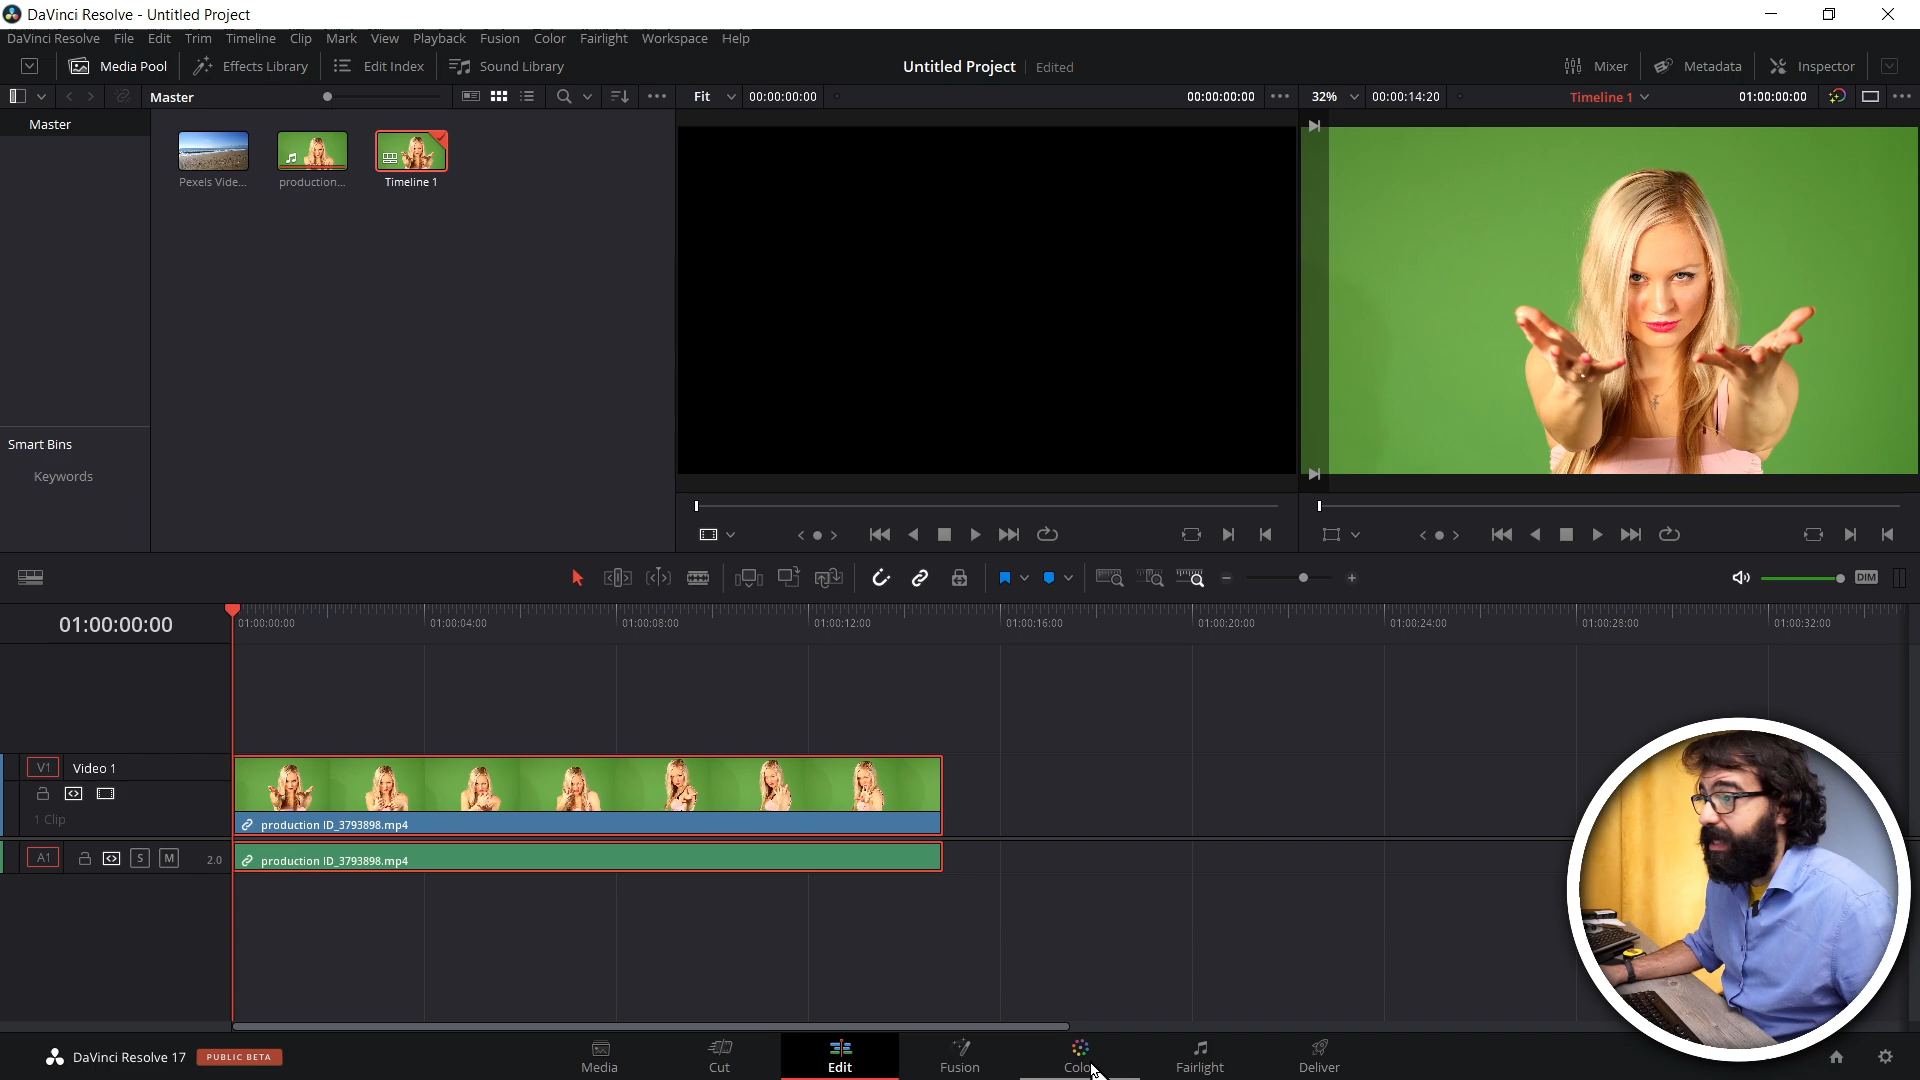 DaVinci Resolve - Untitled Project
DaVinci Resolve File Edit Trim Timeline Clip Mark View Playback Fusion Color Fairlight Workspace Help
Media Pool Effects Library Edit Index Sound Library Untitled Project Edited Mixer Metadata Inspector
Master Fit 00:00:00:00 00:00:00:00 32% 00:00:14:20 Timeline 1 01:00:00:00
Master
Pexels Vide... production... Timeline 1
Smart Bins
Keywords
DIM
01:00:00:00
01:00:00:00 01:00:04:00 01:00:08:00 01:00:12:00 01:00:16:00 01:00:20:00 01:00:24:00 01:00:28:00 01:00:32:00
V1 Video 1
1 Clip
production ID_3793898.mp4
A1 S M 2.0 production ID_3793898.mp4
DaVinci Resolve 17 PUBLIC BETA
Media Cut Edit Fusion Colo Fairlight Deliver